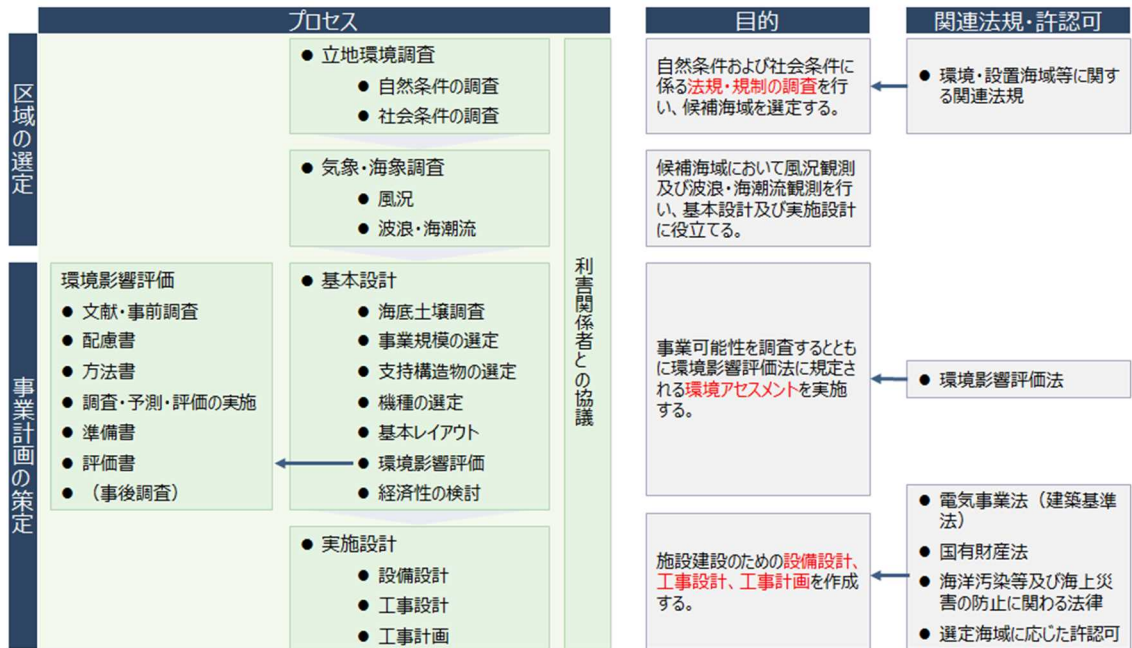 プロセス
目的
関連法規・許認可
区域の選定
● 立地環境調査
● 自然条件の調査
● 社会条件の調査
自然条件および社会条件に
係る法規・規制の調査を行
い、候補海域を選定する。
● 環境・設置海域等に関す
る関連法規
● 気象・海象調査
● 風況
● 波浪・海潮流
候補海域において風況観測
及び波浪・海潮流観測を行
い、基本設計及び実施設計
に役立てる。
利害関係者との協議
事業計画の策定
環境影響評価
● 文献・事前調査
● 配慮書
● 方法書
● 調査・予測・評価の実施
● 準備書
● 評価書
● （事後調査）
● 基本設計
● 海底土壌調査
● 事業規模の選定
● 支持構造物の選定
● 機種の選定
● 基本レイアウト
● 環境影響評価
● 経済性の検討
事業可能性を調査するととも
に環境影響評価法に規定さ
れる環境アセスメントを実施
する。
● 環境影響評価法
● 実施設計
● 設備設計
● 工事設計
● 工事計画
施設建設のための設備設計、
工事設計、工事計画を作成
する。
● 電気事業法（建築基準
法）
● 国有財産法
● 海洋汚染等及び海上災
害の防止に関わる法律
● 選定海域に応じた許認可